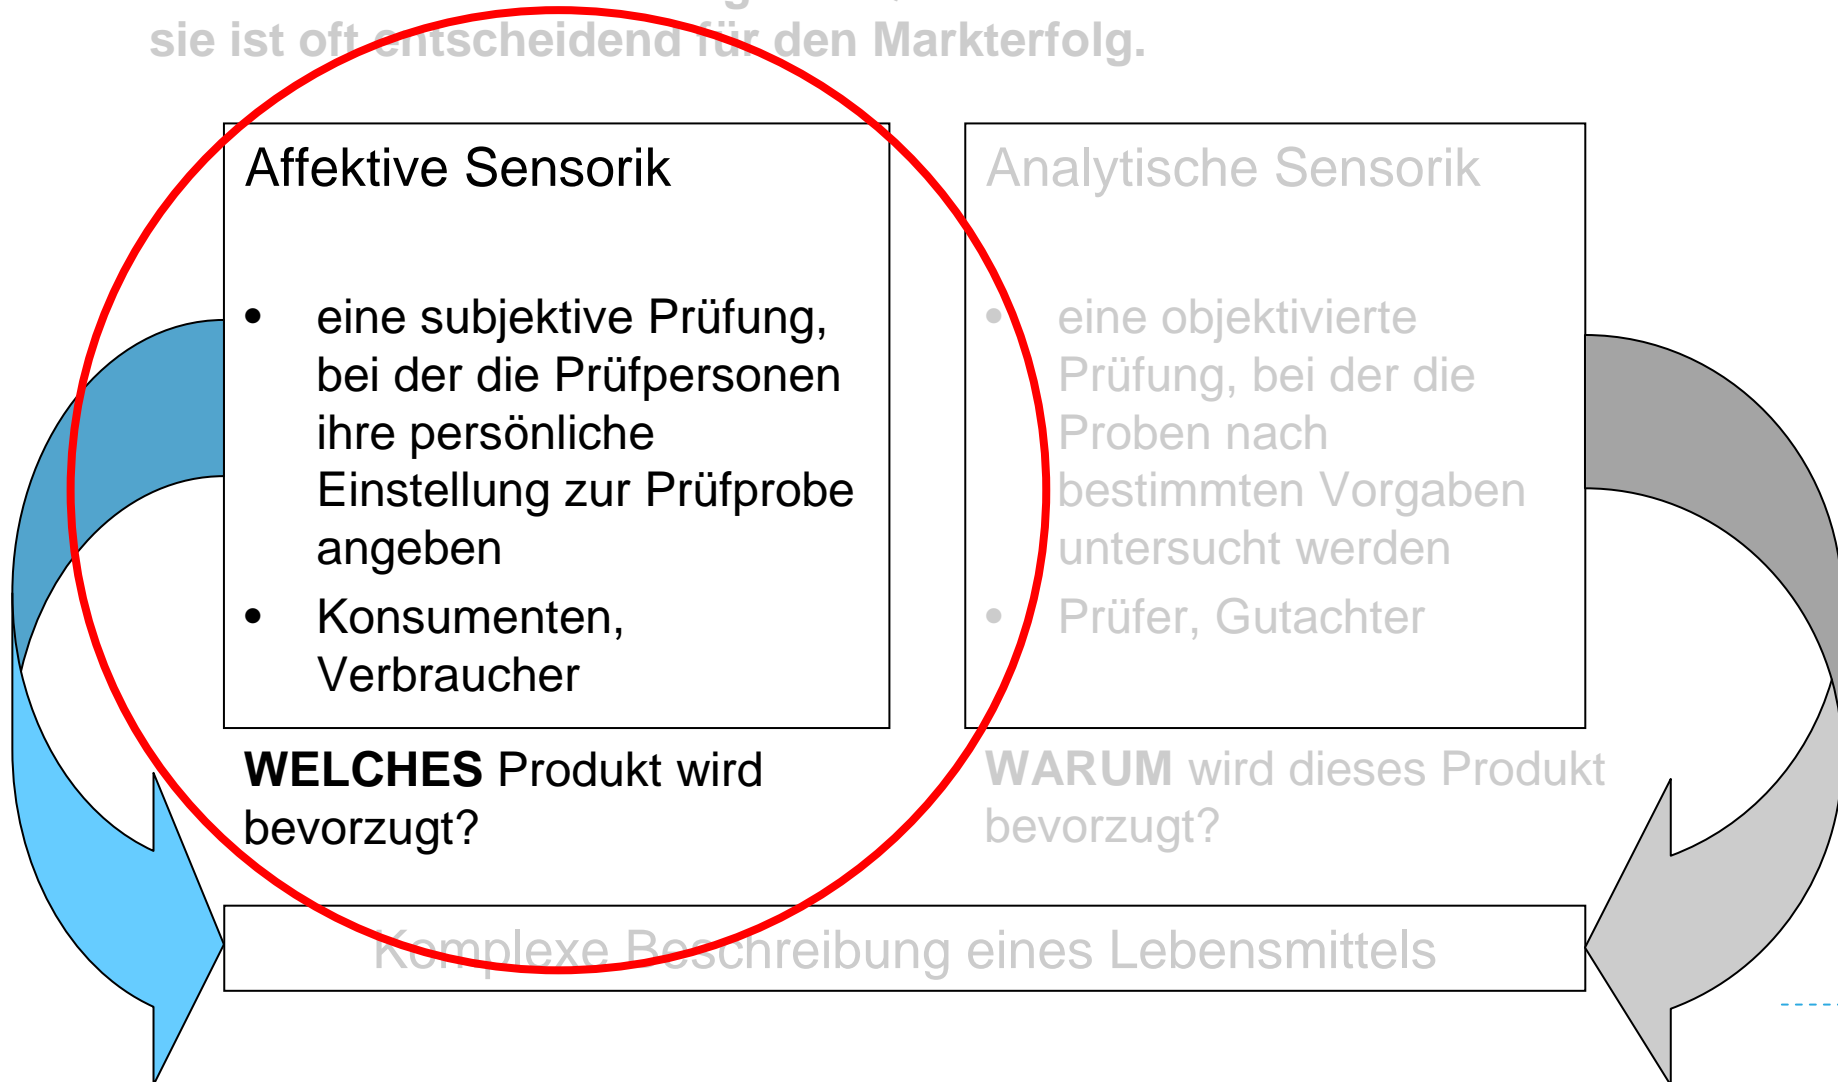 sie ist oft entscheidend für den Markterfolg.
Affektive Sensorik
• eine subjektive Prüfung,
bei der die Prüfpersonen
ihre persönliche
Einstellung zur Prüfprobe
angeben
• Konsumenten,
Verbraucher
WELCHES Produkt wird
bevorzugt?
Analytische Sensorik
• eine objektivierte
Prüfung, bei der die
Proben nach
bestimmten Vorgaben
untersucht werden
• Prüfer, Gutachter
WARUM wird dieses Produkt
bevorzugt?
Komplexe Beschreibung eines Lebensmittels